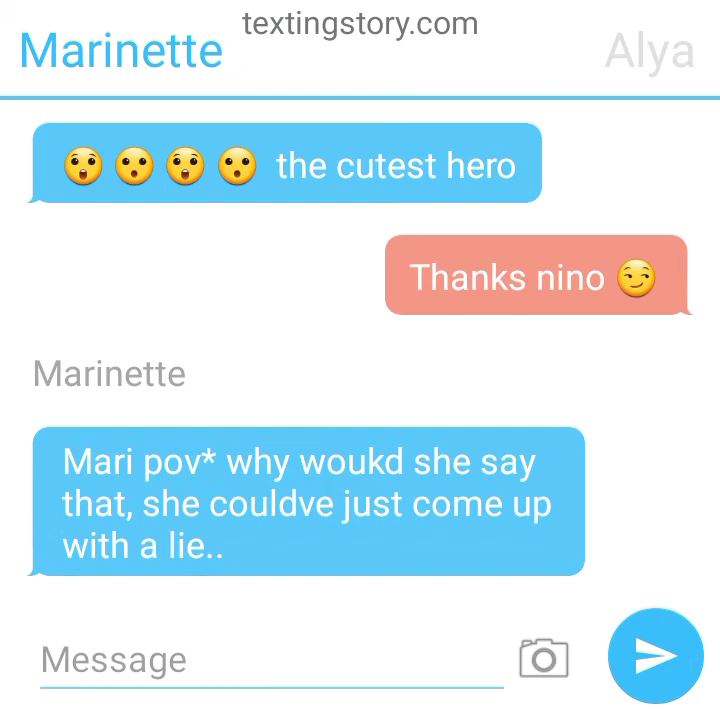 textingstory.com
Marinette
Alya
😲😮😲😮 the cutest hero
Thanks nino 😏
Marinette
Mari pov* why woukd she say
that, she couldve just come up
with a lie..
Message